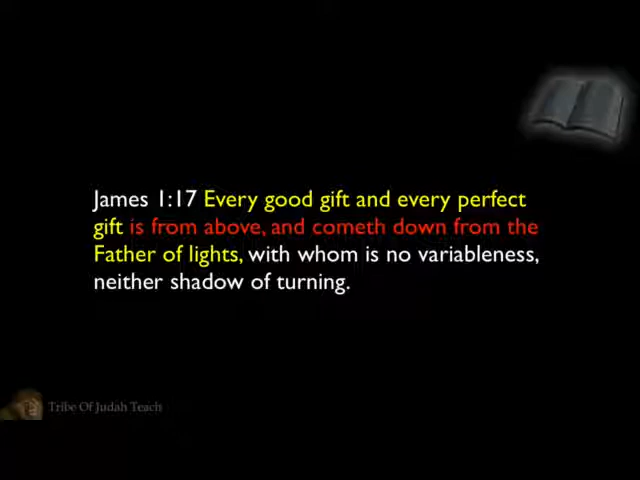 James 1:17 Every good gift and every perfect
gift is from above, and cometh down from the
Father of lights, with whom is no variableness,
neither shadow of turning.
Tribe Of Judah Teach